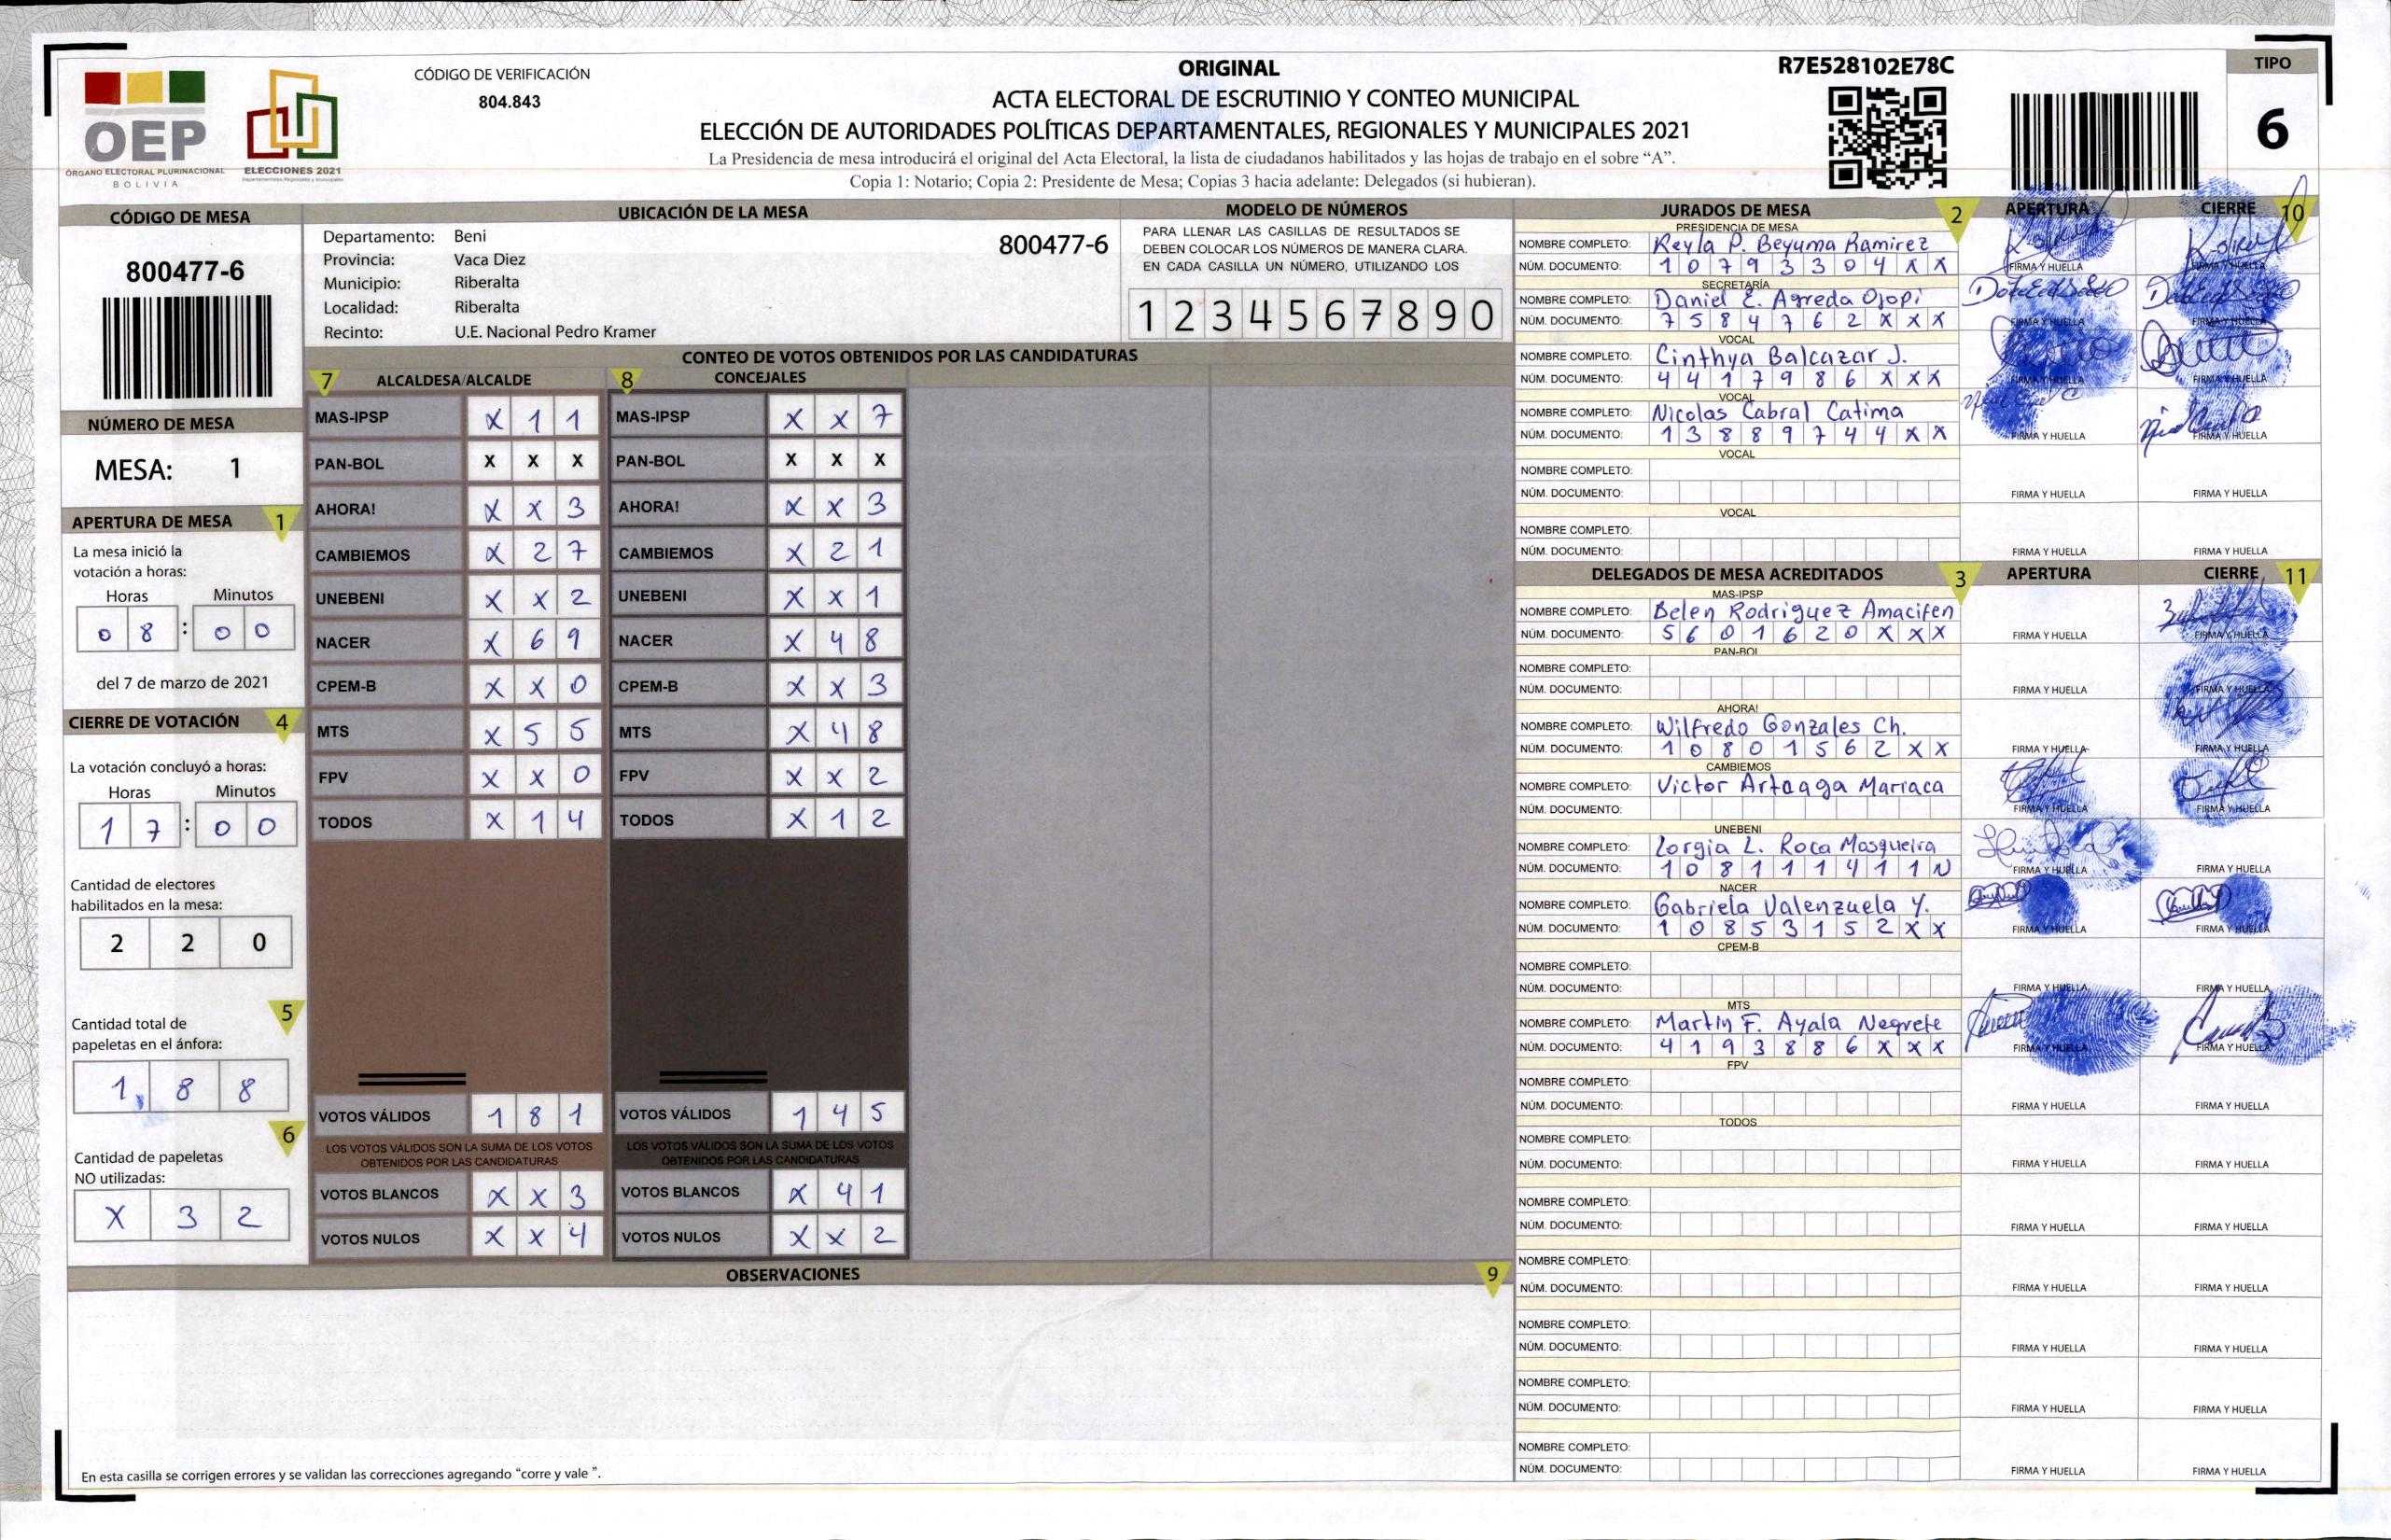 OEP
ÓRGANO ELECTORAL PLURINACIONAL
BOLIVIA
ELECCIONES 2021
CÓDIGO DE VERIFICACIÓN
804.843
ORIGINAL
ACTA ELECTORAL DE ESCRUTINIO Y CONTEO MUNICIPAL
ELECCIÓN DE AUTORIDADES POLÍTICAS DEPARTAMENTALES, REGIONALES Y MUNICIPALES 2021
La Presidencia de mesa introducirá el original del Acta Electoral, la lista de ciudadanos habilitados y las hojas de trabajo en el sobre “A”.
Copia 1: Notario; Copia 2: Presidente de Mesa; Copias 3 hacia adelante: Delegados (si hubieran).
R7E528102E78C
TIPO
6
CÓDIGO DE MESA
800477-6
NÚMERO DE MESA
MESA: 1
APERTURA DE MESA 1
La mesa inició la
votación a horas:
Horas Minutos
0 8 : 0 0
del 7 de marzo de 2021
CIERRE DE VOTACIÓN 4
La votación concluyó a horas:
Horas Minutos
1 7 : 0 0
Cantidad de electores
habilitados en la mesa:
2 2 0
5
Cantidad total de
papeletas en el ánfora:
1 8 8
6
Cantidad de papeletas
NO utilizadas:
X 3 2
UBICACIÓN DE LA MESA
Departamento: Beni
800477-6
Provincia: Vaca Diez
Municipio: Riberalta
Localidad: Riberalta
Recinto: U.E. Nacional Pedro Kramer
MODELO DE NÚMEROS
PARA LLENAR LAS CASILLAS DE RESULTADOS SE
DEBEN COLOCAR LOS NÚMEROS DE MANERA CLARA.
EN CADA CASILLA UN NÚMERO, UTILIZANDO LOS
1 2 3 4 5 6 7 8 9 0
CONTEO DE VOTOS OBTENIDOS POR LAS CANDIDATURAS
7 ALCALDESA/ALCALDE
MAS-IPSP X 1 1
PAN-BOL X X X
AHORA! X X 3
CAMBIEMOS X 2 7
UNEBENI X X 2
NACER X 6 9
CPEM-B X X 0
MTS X 5 5
FPV X X 0
TODOS X 1 4
VOTOS VÁLIDOS 1 8 1
LOS VOTOS VÁLIDOS SON LA SUMA DE LOS VOTOS
OBTENIDOS POR LAS CANDIDATURAS
VOTOS BLANCOS X X 3
VOTOS NULOS X X 4
8 CONCEJALES
MAS-IPSP X X 7
PAN-BOL X X X
AHORA! X X 3
CAMBIEMOS X 2 1
UNEBENI X X 1
NACER X 4 8
CPEM-B X X 3
MTS X 4 8
FPV X X 2
TODOS X 1 2
VOTOS VÁLIDOS 1 4 5
LOS VOTOS VÁLIDOS SON LA SUMA DE LOS VOTOS
OBTENIDOS POR LAS CANDIDATURAS
VOTOS BLANCOS X 4 1
VOTOS NULOS X X 2
OBSERVACIONES 9
En esta casilla se corrigen errores y se validan las correcciones agregando “corre y vale ”.
JURADOS DE MESA 2 APERTURA CIERRE 10
PRESIDENCIA DE MESA
NOMBRE COMPLETO: Keyla P. Beyuma Ramirez
NÚM. DOCUMENTO: 1 0 7 9 3 3 0 4 X X FIRMA Y HUELLA FIRMA Y HUELLA
SECRETARÍA
NOMBRE COMPLETO: Daniel E. Agreda Ojopi
NÚM. DOCUMENTO: 7 5 8 4 7 6 2 X X X FIRMA Y HUELLA FIRMA Y HUELLA
VOCAL
NOMBRE COMPLETO: Cinthya Balcazar J.
NÚM. DOCUMENTO: 4 4 1 7 9 8 6 X X X FIRMA Y HUELLA FIRMA Y HUELLA
VOCAL
NOMBRE COMPLETO: Nicolas Cabral Catima
NÚM. DOCUMENTO: 1 3 8 8 9 7 4 4 X X FIRMA Y HUELLA FIRMA Y HUELLA
VOCAL
NOMBRE COMPLETO:
NÚM. DOCUMENTO: FIRMA Y HUELLA FIRMA Y HUELLA
VOCAL
NOMBRE COMPLETO:
NÚM. DOCUMENTO: FIRMA Y HUELLA FIRMA Y HUELLA
DELEGADOS DE MESA ACREDITADOS 3 APERTURA CIERRE 11
MAS-IPSP
NOMBRE COMPLETO: Belen Rodriguez Amacifen
NÚM. DOCUMENTO: 5 6 0 1 6 2 0 X X X FIRMA Y HUELLA FIRMA Y HUELLA
PAN-BOL
NOMBRE COMPLETO:
NÚM. DOCUMENTO: FIRMA Y HUELLA FIRMA Y HUELLA
AHORA!
NOMBRE COMPLETO: Wilfredo Gonzales Ch.
NÚM. DOCUMENTO: 1 0 8 0 1 5 6 2 X X FIRMA Y HUELLA FIRMA Y HUELLA
CAMBIEMOS
NOMBRE COMPLETO: Victor Arteaga Marraca
NÚM. DOCUMENTO: FIRMA Y HUELLA FIRMA Y HUELLA
UNEBENI
NOMBRE COMPLETO: Lorgia L. Roca Mosqueira
NÚM. DOCUMENTO: 1 0 8 1 1 1 4 1 1 N FIRMA Y HUELLA FIRMA Y HUELLA
NACER
NOMBRE COMPLETO: Gabriela Valenzuela Y.
NÚM. DOCUMENTO: 1 0 8 5 3 1 5 2 X X FIRMA Y HUELLA FIRMA Y HUELLA
CPEM-B
NOMBRE COMPLETO:
NÚM. DOCUMENTO: FIRMA Y HUELLA FIRMA Y HUELLA
MTS
NOMBRE COMPLETO: Martin F. Ayala Negrete
NÚM. DOCUMENTO: 4 1 9 3 8 8 6 X X X FIRMA Y HUELLA FIRMA Y HUELLA
FPV
NOMBRE COMPLETO:
NÚM. DOCUMENTO: FIRMA Y HUELLA FIRMA Y HUELLA
TODOS
NOMBRE COMPLETO:
NÚM. DOCUMENTO: FIRMA Y HUELLA FIRMA Y HUELLA
NOMBRE COMPLETO:
NÚM. DOCUMENTO: FIRMA Y HUELLA FIRMA Y HUELLA
NOMBRE COMPLETO:
NÚM. DOCUMENTO: FIRMA Y HUELLA FIRMA Y HUELLA
NOMBRE COMPLETO:
NÚM. DOCUMENTO: FIRMA Y HUELLA FIRMA Y HUELLA
NOMBRE COMPLETO:
NÚM. DOCUMENTO: FIRMA Y HUELLA FIRMA Y HUELLA
NOMBRE COMPLETO:
NÚM. DOCUMENTO: FIRMA Y HUELLA FIRMA Y HUELLA